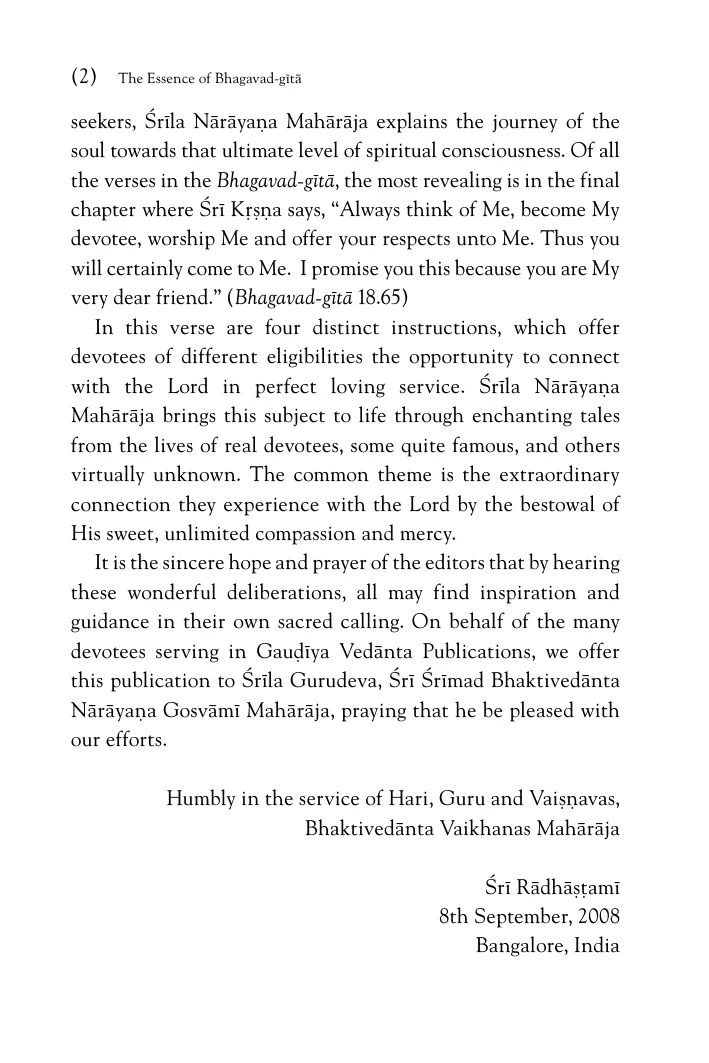 (2) The Essence of Bhagavad-gītā
seekers, Śrīla Nārāyaṇa Mahārāja explains the journey of the
soul towards that ultimate level of spiritual consciousness. Of all
the verses in the Bhagavad-gītā, the most revealing is in the final
chapter where Śrī Kṛṣṇa says, “Always think of Me, become My
devotee, worship Me and offer your respects unto Me. Thus you
will certainly come to Me.  I promise you this because you are My
very dear friend.” (Bhagavad-gītā 18.65)
In this verse are four distinct instructions, which offer
devotees of different eligibilities the opportunity to connect
with the Lord in perfect loving service. Śrīla Nārāyaṇa
Mahārāja brings this subject to life through enchanting tales
from the lives of real devotees, some quite famous, and others
virtually unknown. The common theme is the extraordinary
connection they experience with the Lord by the bestowal of
His sweet, unlimited compassion and mercy.
It is the sincere hope and prayer of the editors that by hearing
these wonderful deliberations, all may find inspiration and
guidance in their own sacred calling. On behalf of the many
devotees serving in Gauḍīya Vedānta Publications, we offer
this publication to Śrīla Gurudeva, Śrī Śrīmad Bhaktivedānta
Nārāyaṇa Gosvāmī Mahārāja, praying that he be pleased with
our efforts.
Humbly in the service of Hari, Guru and Vaiṣṇavas,
Bhaktivedānta Vaikhanas Mahārāja
Śrī Rādhāṣṭamī
8th September, 2008
Bangalore, India